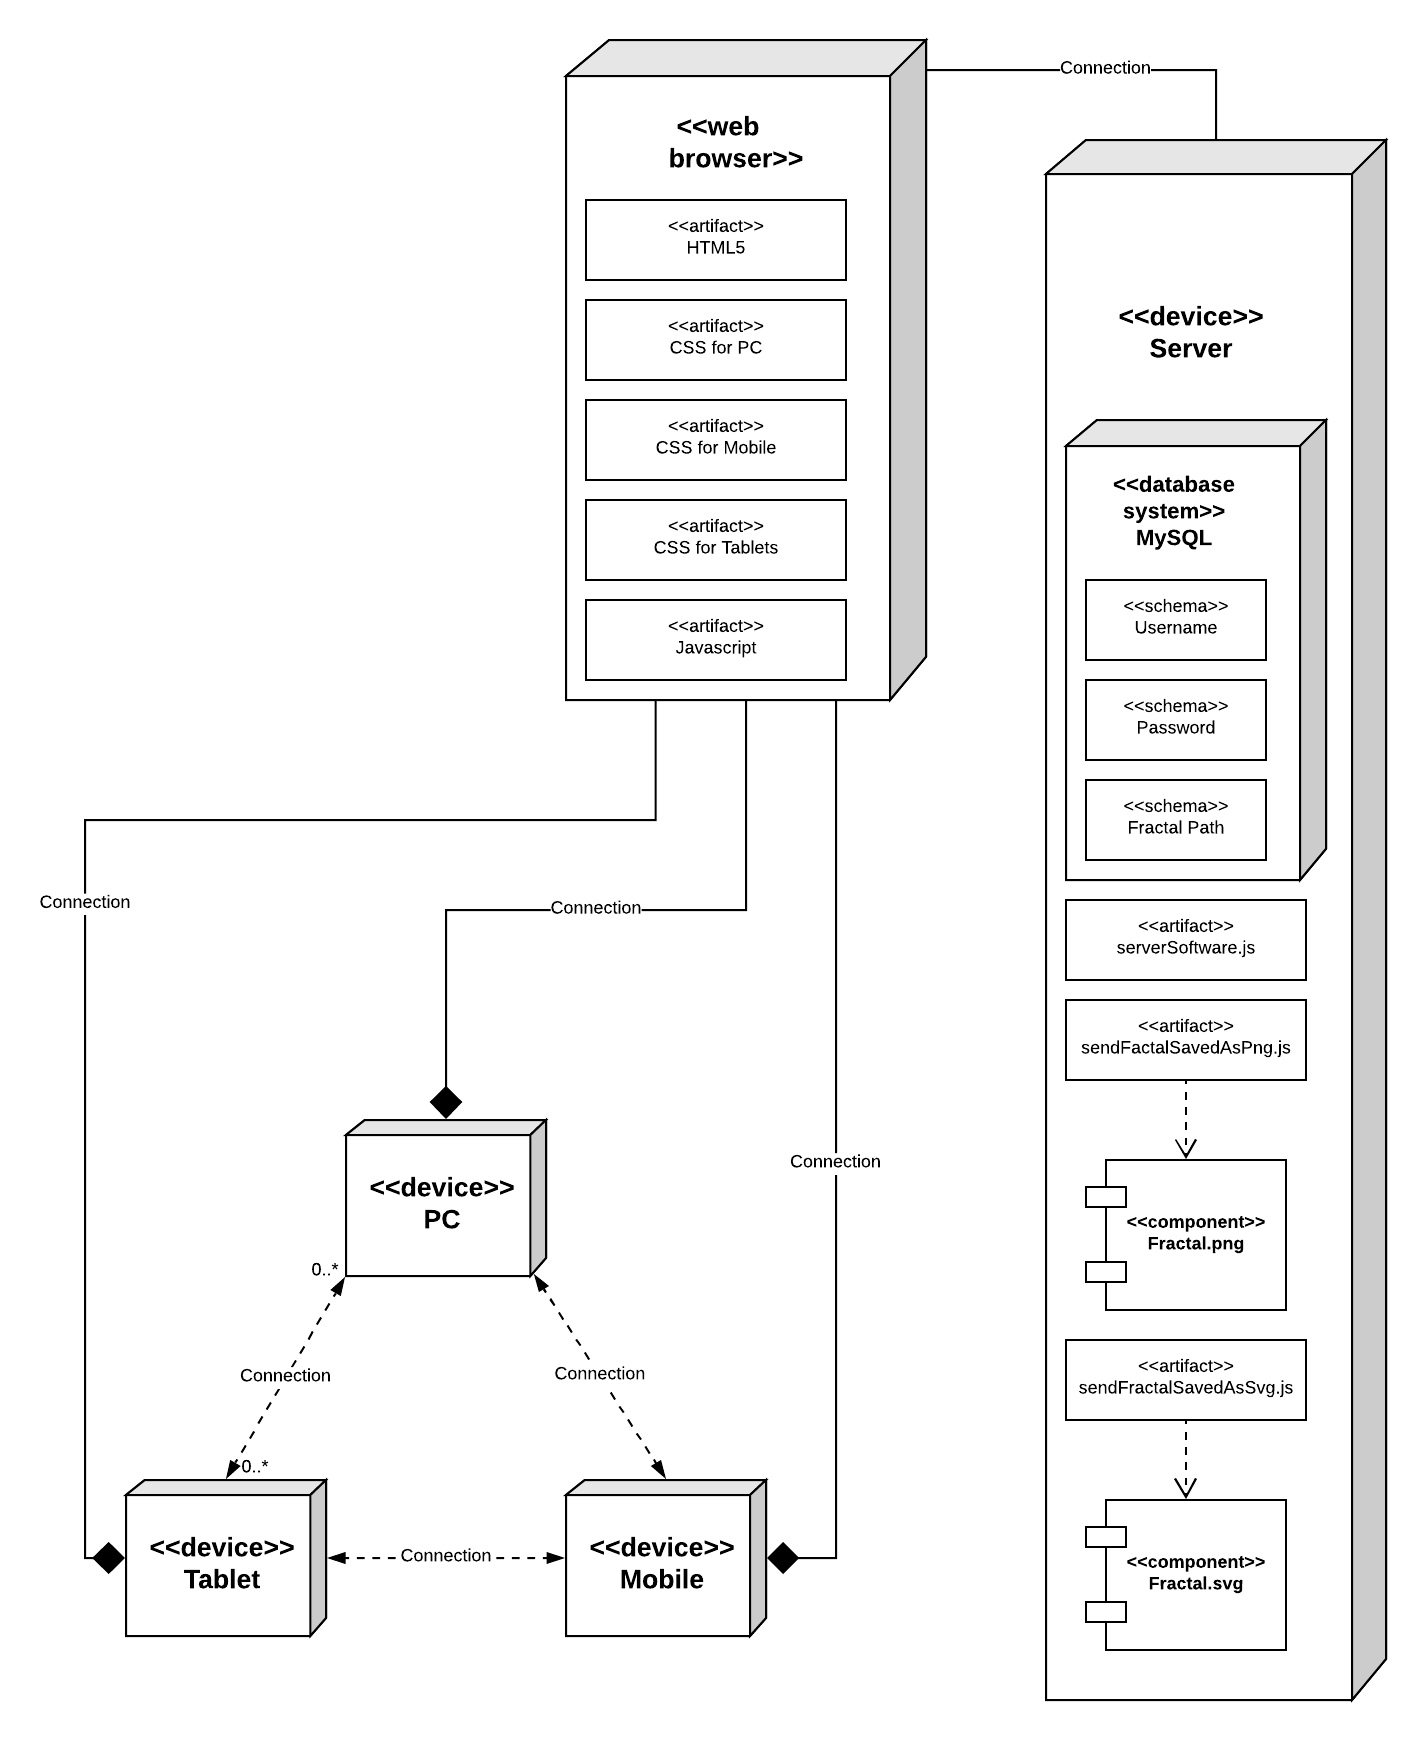 Connection
<<web
browser>>
<<artifact>>
HTML5
<<artifact>>
CSS for PC
<<artifact>>
CSS for Mobile
<<artifact>>
CSS for Tablets
<<artifact>>
Javascript
<<device>>
Server
<<database
system>>
MySQL
<<schema>>
Username
<<schema>>
Password
<<schema>>
Fractal Path
<<artifact>>
serverSoftware.js
<<artifact>>
sendFactalSavedAsPng.js
<<component>>
Fractal.png
<<artifact>>
sendFractalSavedAsSvg.js
<<component>>
Fractal.svg
Connection
Connection
Connection
<<device>>
PC
0..*
Connection
Connection
0..*
<<device>>
Tablet
Connection
<<device>>
Mobile